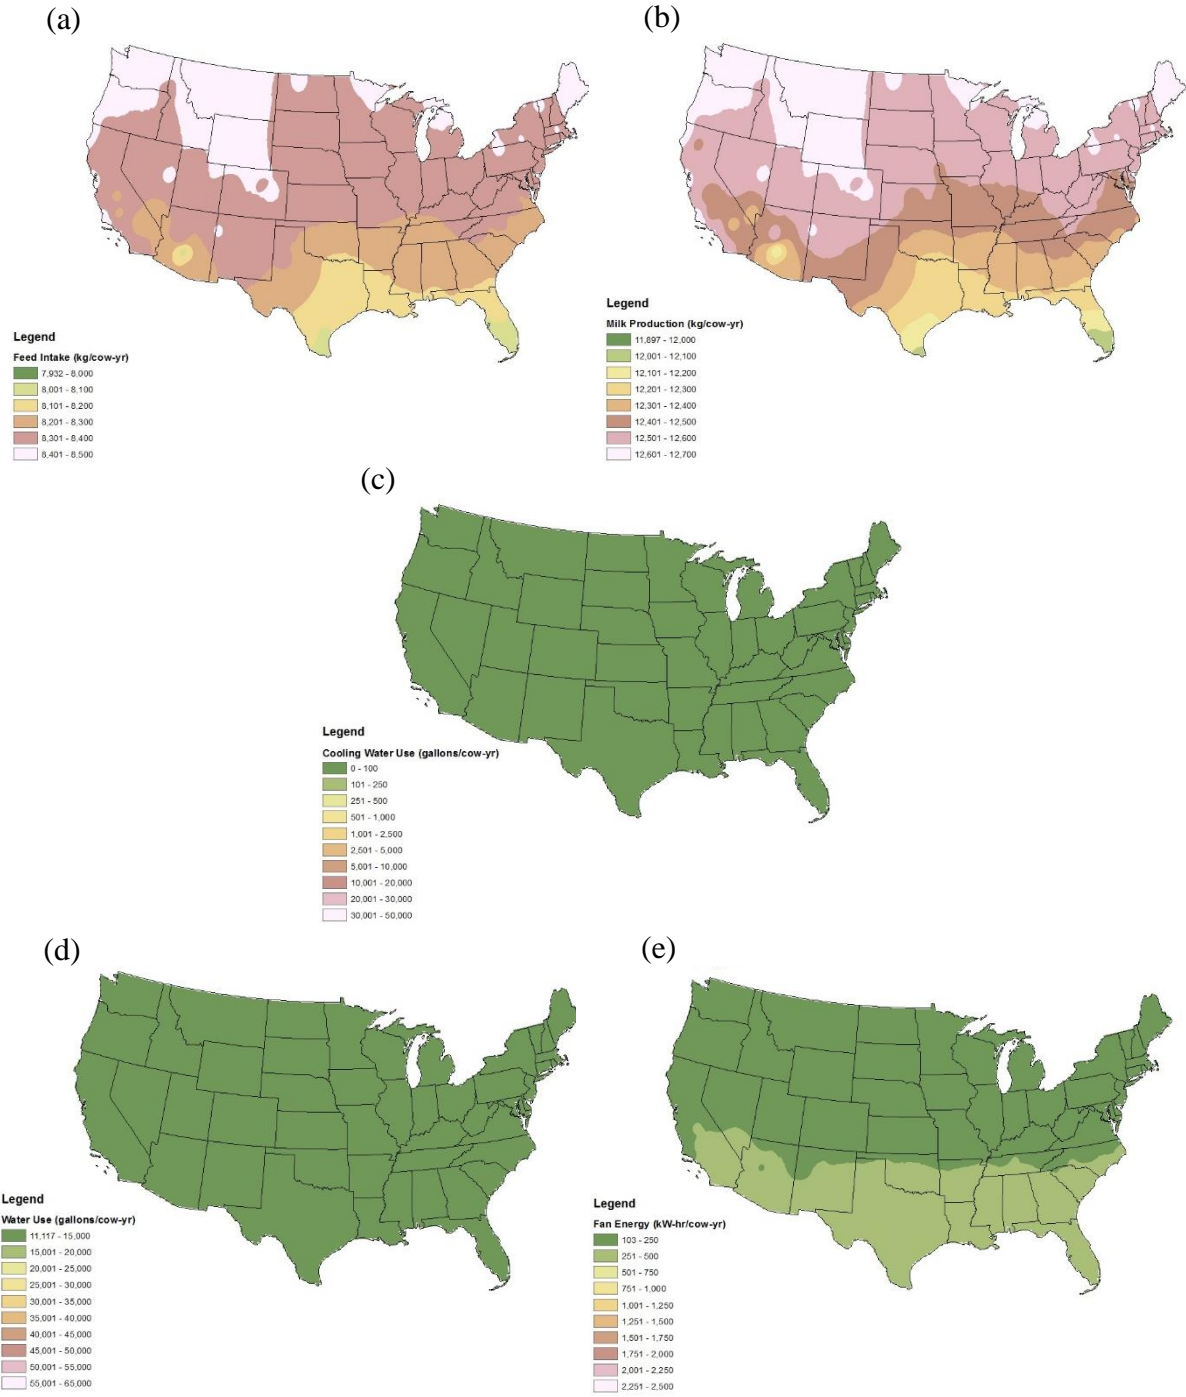 (a)
(b)
Legend
Feed Intake (kg/cow-yr)
7,932 - 8,000
8,001 - 8,100
8,101 - 8,200
8,201 - 8,300
8,301 - 8,400
8,401 - 8,500
Legend
Milk Production (kg/cow-yr)
11,897 - 12,000
12,001 - 12,100
12,101 - 12,200
12,201 - 12,300
12,301 - 12,400
12,401 - 12,500
12,501 - 12,600
12,601 - 12,700
(c)
Legend
Cooling Water Use (gallons/cow-yr)
0 - 100
101 - 250
251 - 500
501 - 1,000
1,001 - 2,500
2,501 - 5,000
5,001 - 10,000
10,001 - 20,000
20,001 - 30,000
30,001 - 50,000
(d)
(e)
Legend
Water Use (gallons/cow-yr)
11,117 - 15,000
15,001 - 20,000
20,001 - 25,000
25,001 - 30,000
30,001 - 35,000
35,001 - 40,000
40,001 - 45,000
45,001 - 50,000
50,001 - 55,000
55,001 - 65,000
Legend
Fan Energy (kW-hr/cow-yr)
103 - 250
251 - 500
501 - 750
751 - 1,000
1,001 - 1,250
1,251 - 1,500
1,501 - 1,750
1,751 - 2,000
2,001 - 2,250
2,251 - 2,500